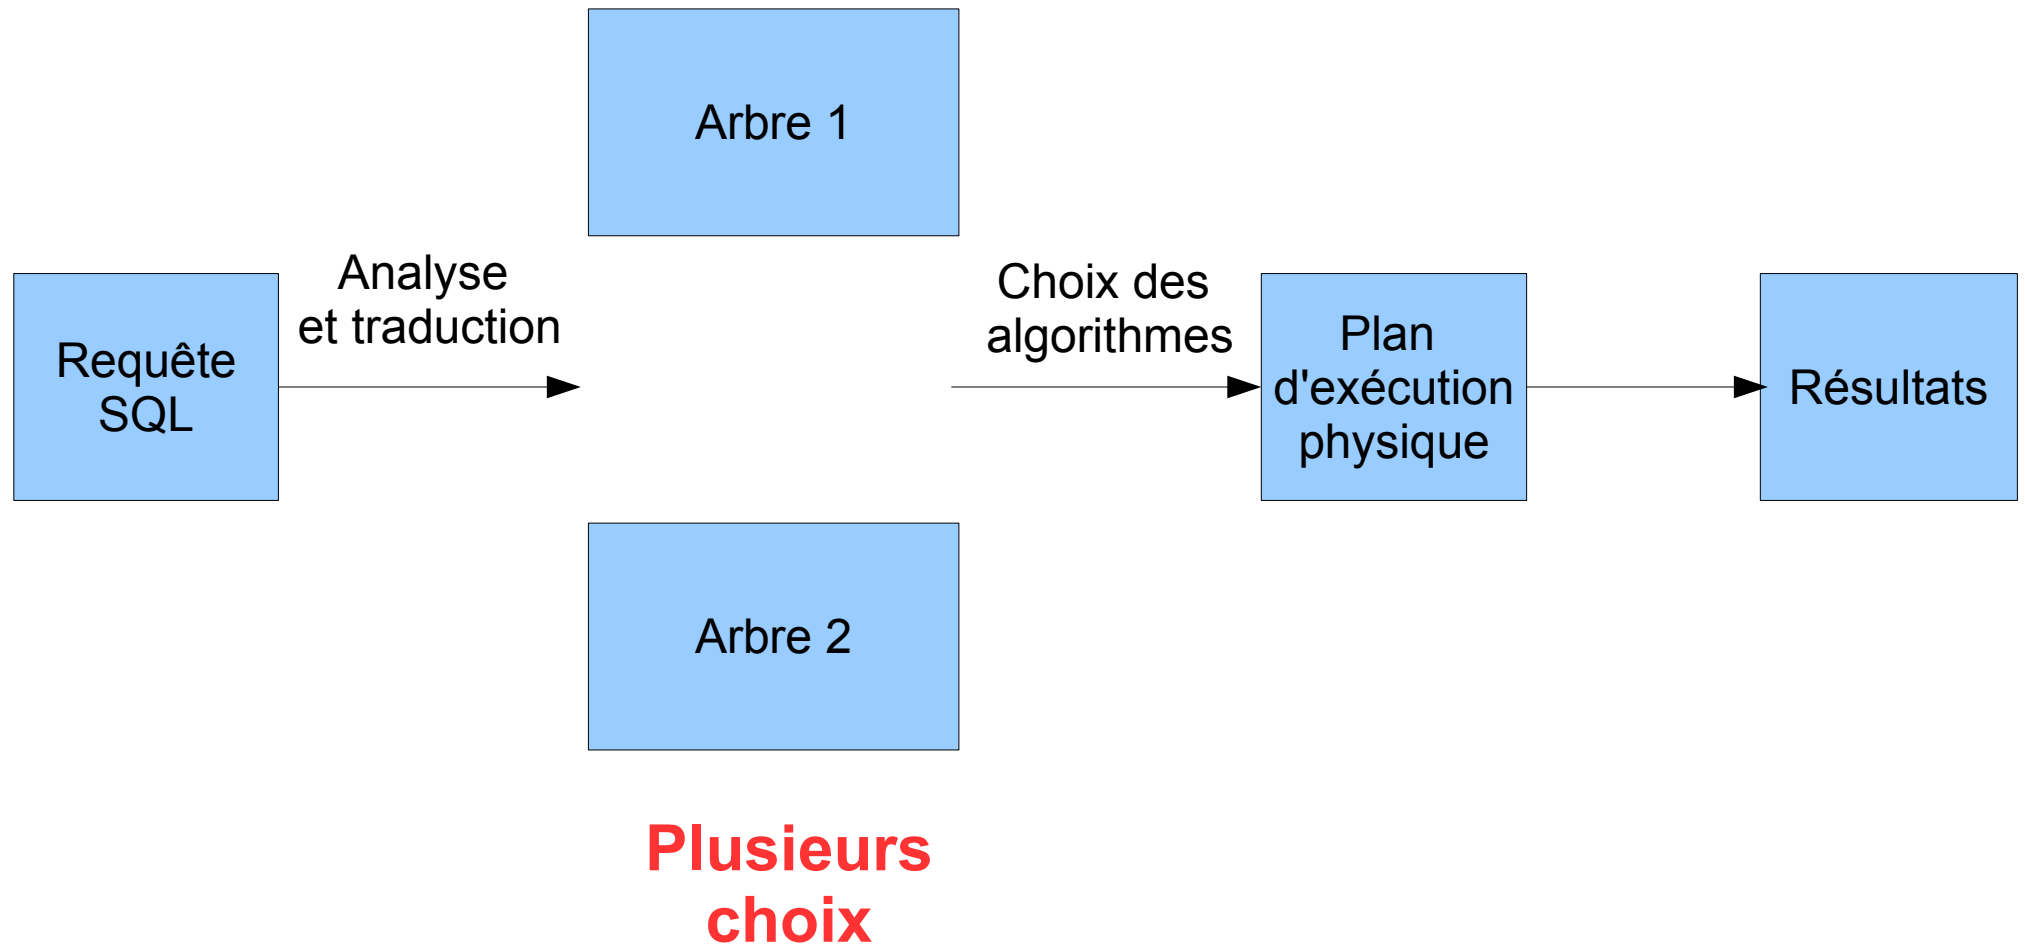 Arbre 1
Analyse
et traduction
Choix des
algorithmes
Requête
SQL
Plan
d'exécution
physique
Résultats
Arbre 2
Plusieurs
choix